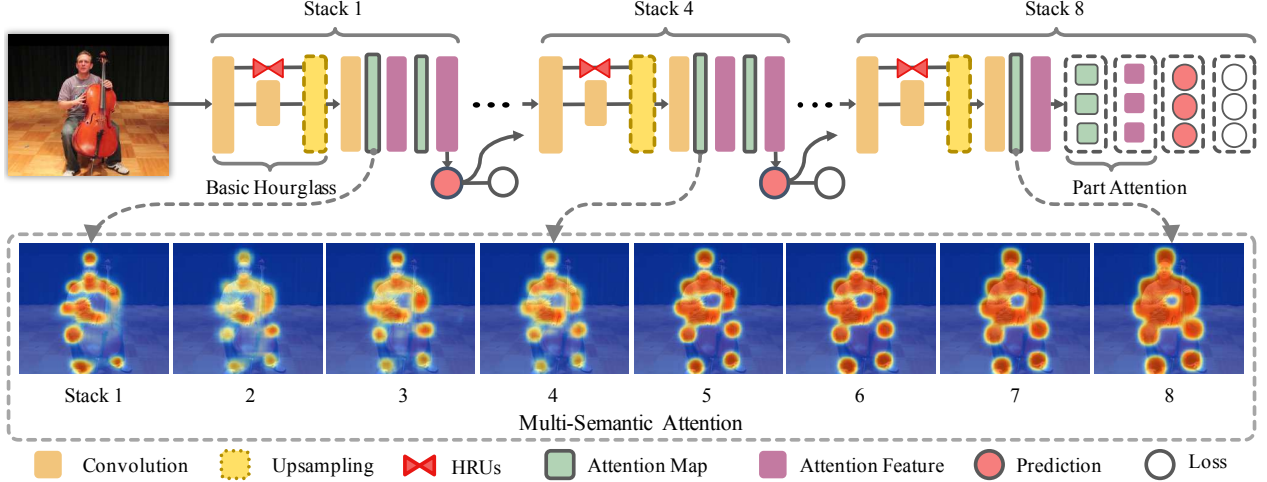 Stack 1 Stack 4 Stack 8
Basic Hourglass Part Attention
Stack 1 2 3 4 5 6 7 8
Multi-Semantic Attention
Convolution Upsampling HRUs Attention Map Attention Feature Prediction Loss